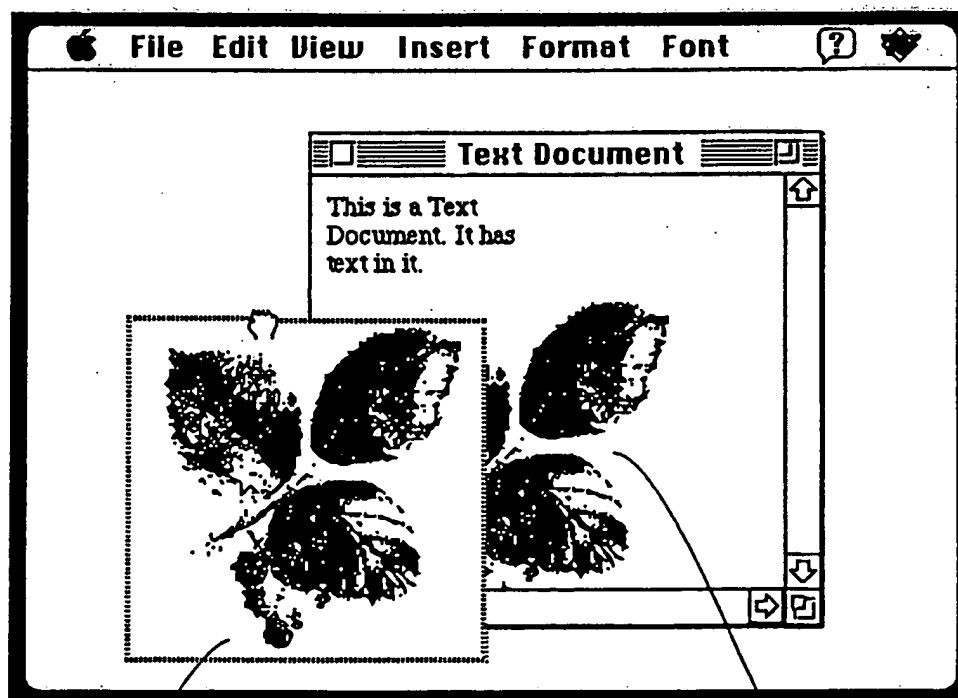 File Edit View Insert Format Font ?
Text Document
This is a Text
Document. It has
text in it.